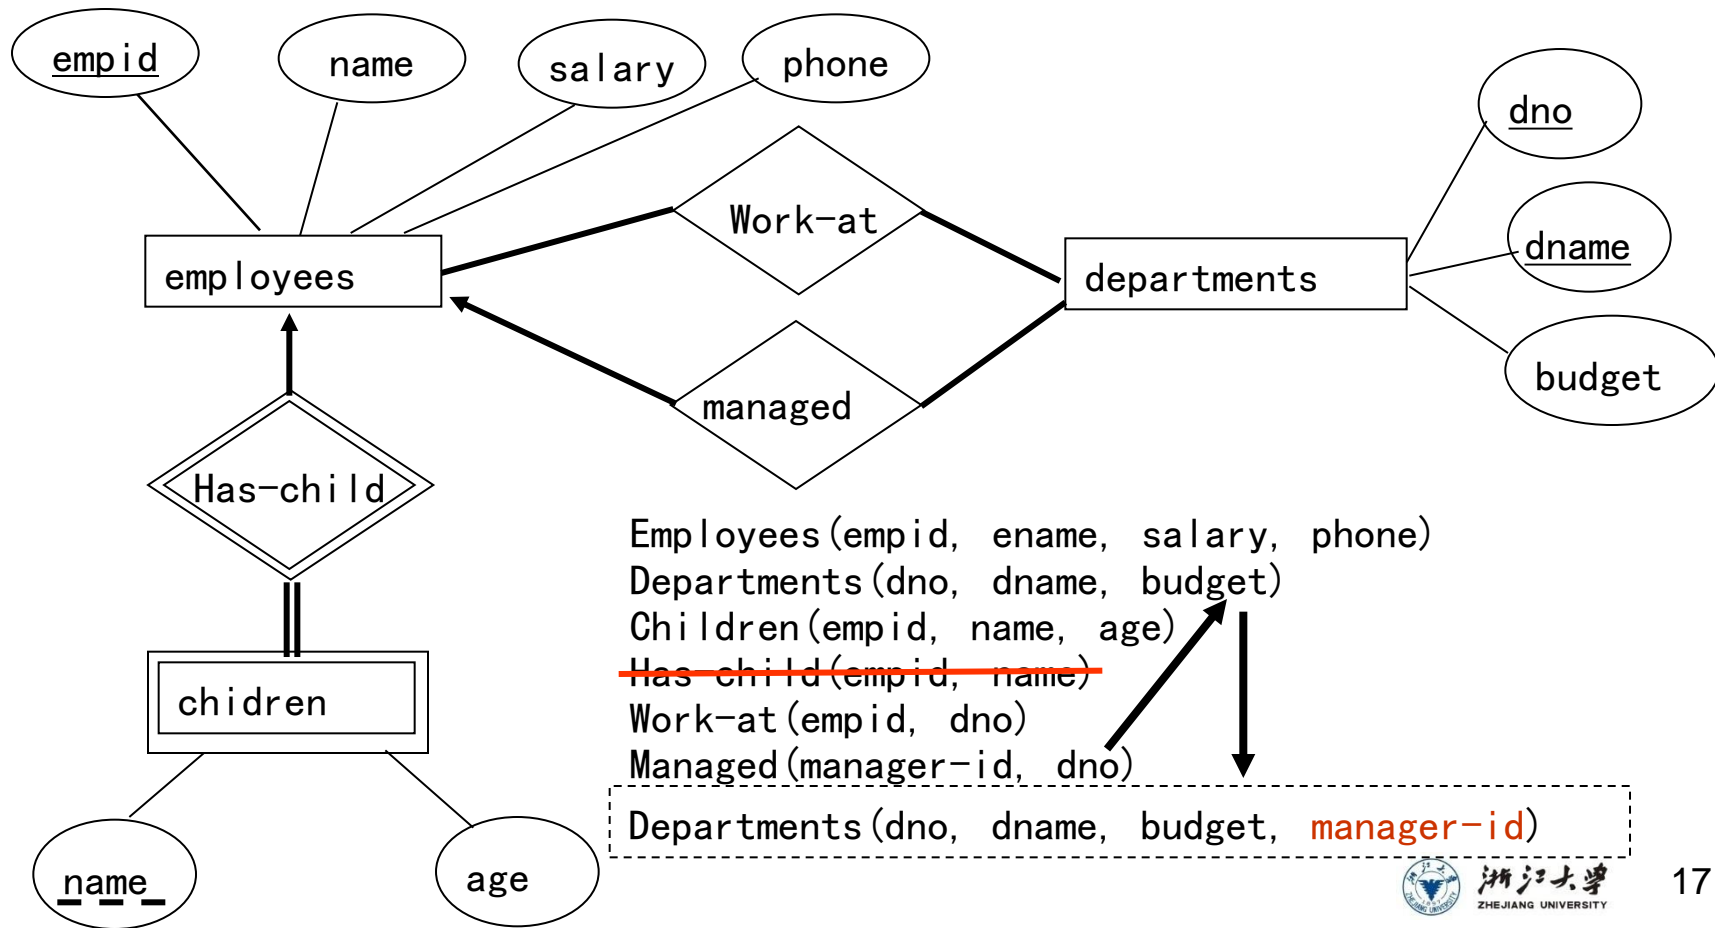 empid
name
salary
phone
dno
Work-at
dname
employees
departments
budget
managed
Has-child
Employees(empid, ename, salary, phone)
Departments(dno, dname, budget)
Children(empid, name, age)
Has-child(empid, name)
chidren
Work-at(empid, dno)
Managed(manager-id, dno)
Departments(dno, dname, budget, manager-id)
name
age
浙江大学
ZHEJIANG UNIVERSITY
17